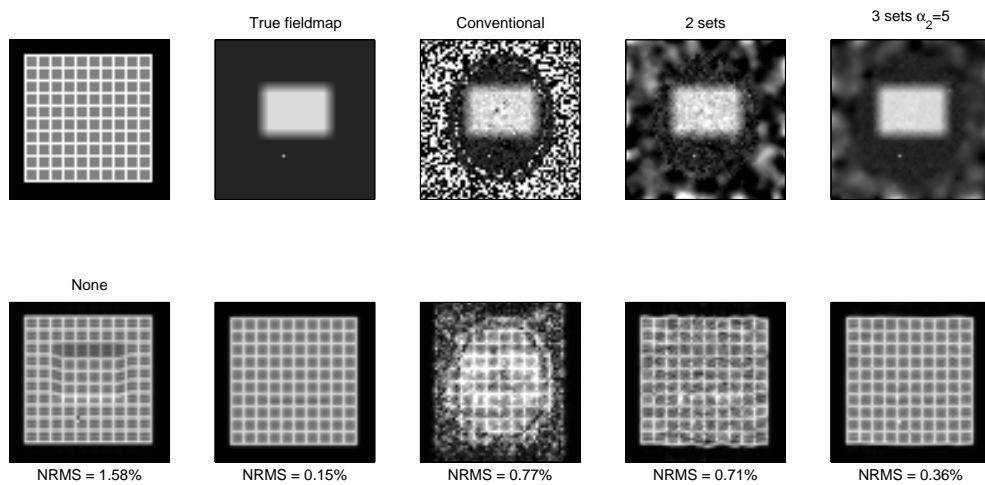 True fieldmap
Conventional
2 sets
3 sets α₂=5
None
NRMS = 1.58%
NRMS = 0.15%
NRMS = 0.77%
NRMS = 0.71%
NRMS = 0.36%